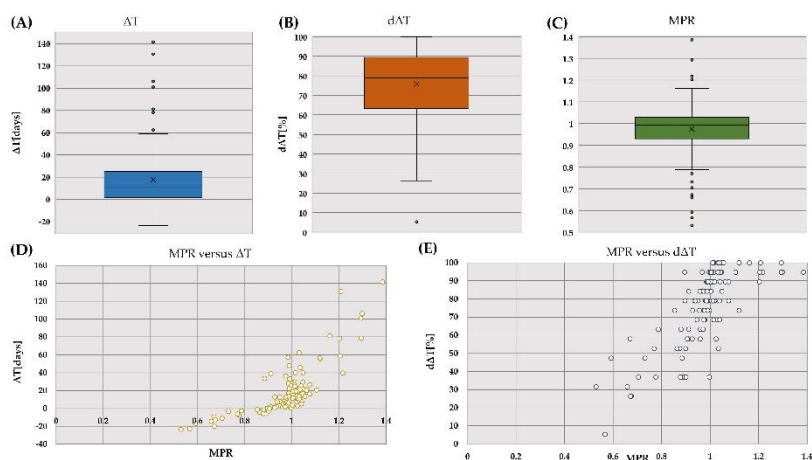 (A)
ΔT
140
120
100
80
60
40
20
0
-20
ΔT[days]
(B)
dΔT
100
90
80
70
60
50
40
30
20
10
0
dΔT[%]
(C)
MPR
1.4
1.3
1.2
1.1
1
0.9
0.8
0.7
0.6
0.5
(D)
MPR versus ΔT
160
140
120
100
80
60
40
20
0
-20
-40
ΔT[days]
0 0.2 0.4 0.6 0.8 1 1.2 1.4
MPR
(E)
MPR versus dΔT
100
90
80
70
60
50
40
30
20
10
0
dΔT[%]
0 0.2 0.4 0.6 0.8 1 1.2 1.4
MPR